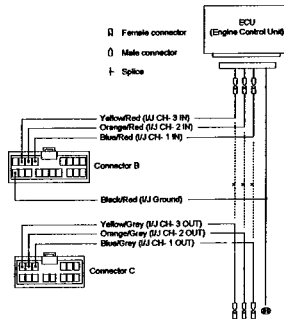 ECU
(Engine Control Unit)
Female connector
Male connector
Splice
Yellow/Red (I/J CH- 3 IN)
Orange/Red (I/J CH- 2 IN)
Blue/Red (I/J CH- 1 IN)
Connector B
Black/Red (I/J Ground)
Yellow/Grey (I/J CH- 3 OUT)
Orange/Grey (I/J CH- 2 OUT)
Blue/Grey (I/J CH- 1 OUT)
Connector C